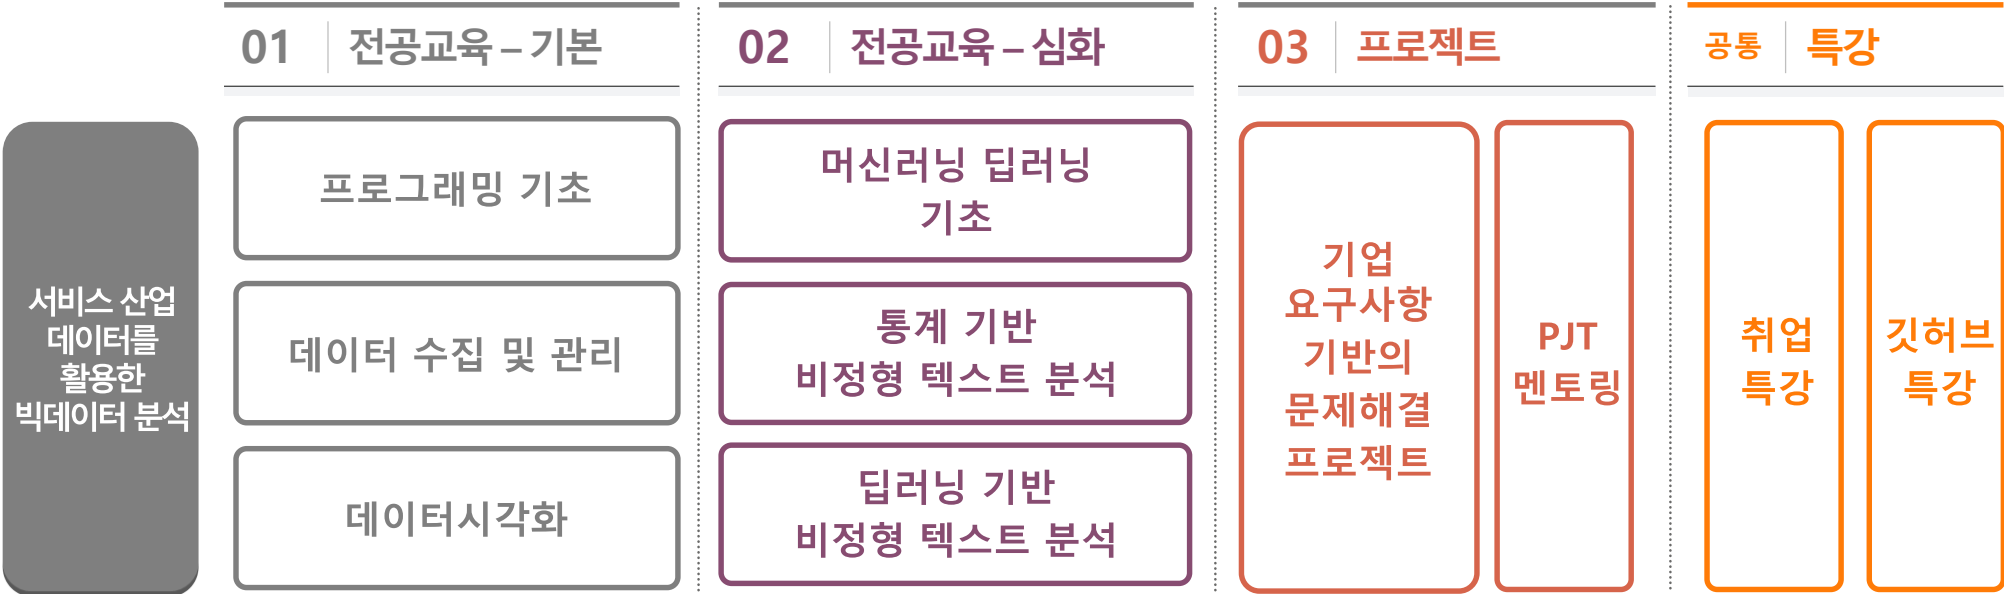 01 전공교육 – 기본
02 전공교육 – 심화
03 프로젝트
공통 특강
서비스 산업
데이터를
활용한
빅데이터 분석
프로그래밍 기초
데이터 수집 및 관리
데이터시각화
머신러닝 딥러닝
기초
통계 기반
비정형 텍스트 분석
딥러닝 기반
비정형 텍스트 분석
기업
요구사항
기반의
문제해결
프로젝트
PJT
멘토링
취업
특강
깃허브
특강